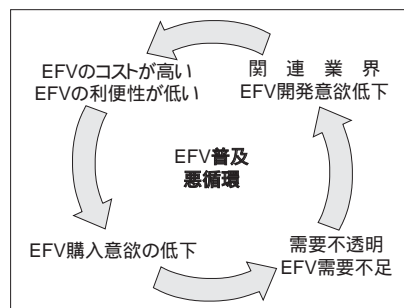 EFVのコストが高い
EFVの利便性が低い
関連業界
EFV開発意欲低下
EFV普及
悪循環
EFV購入意欲の低下
需要不透明
EFV需要不足